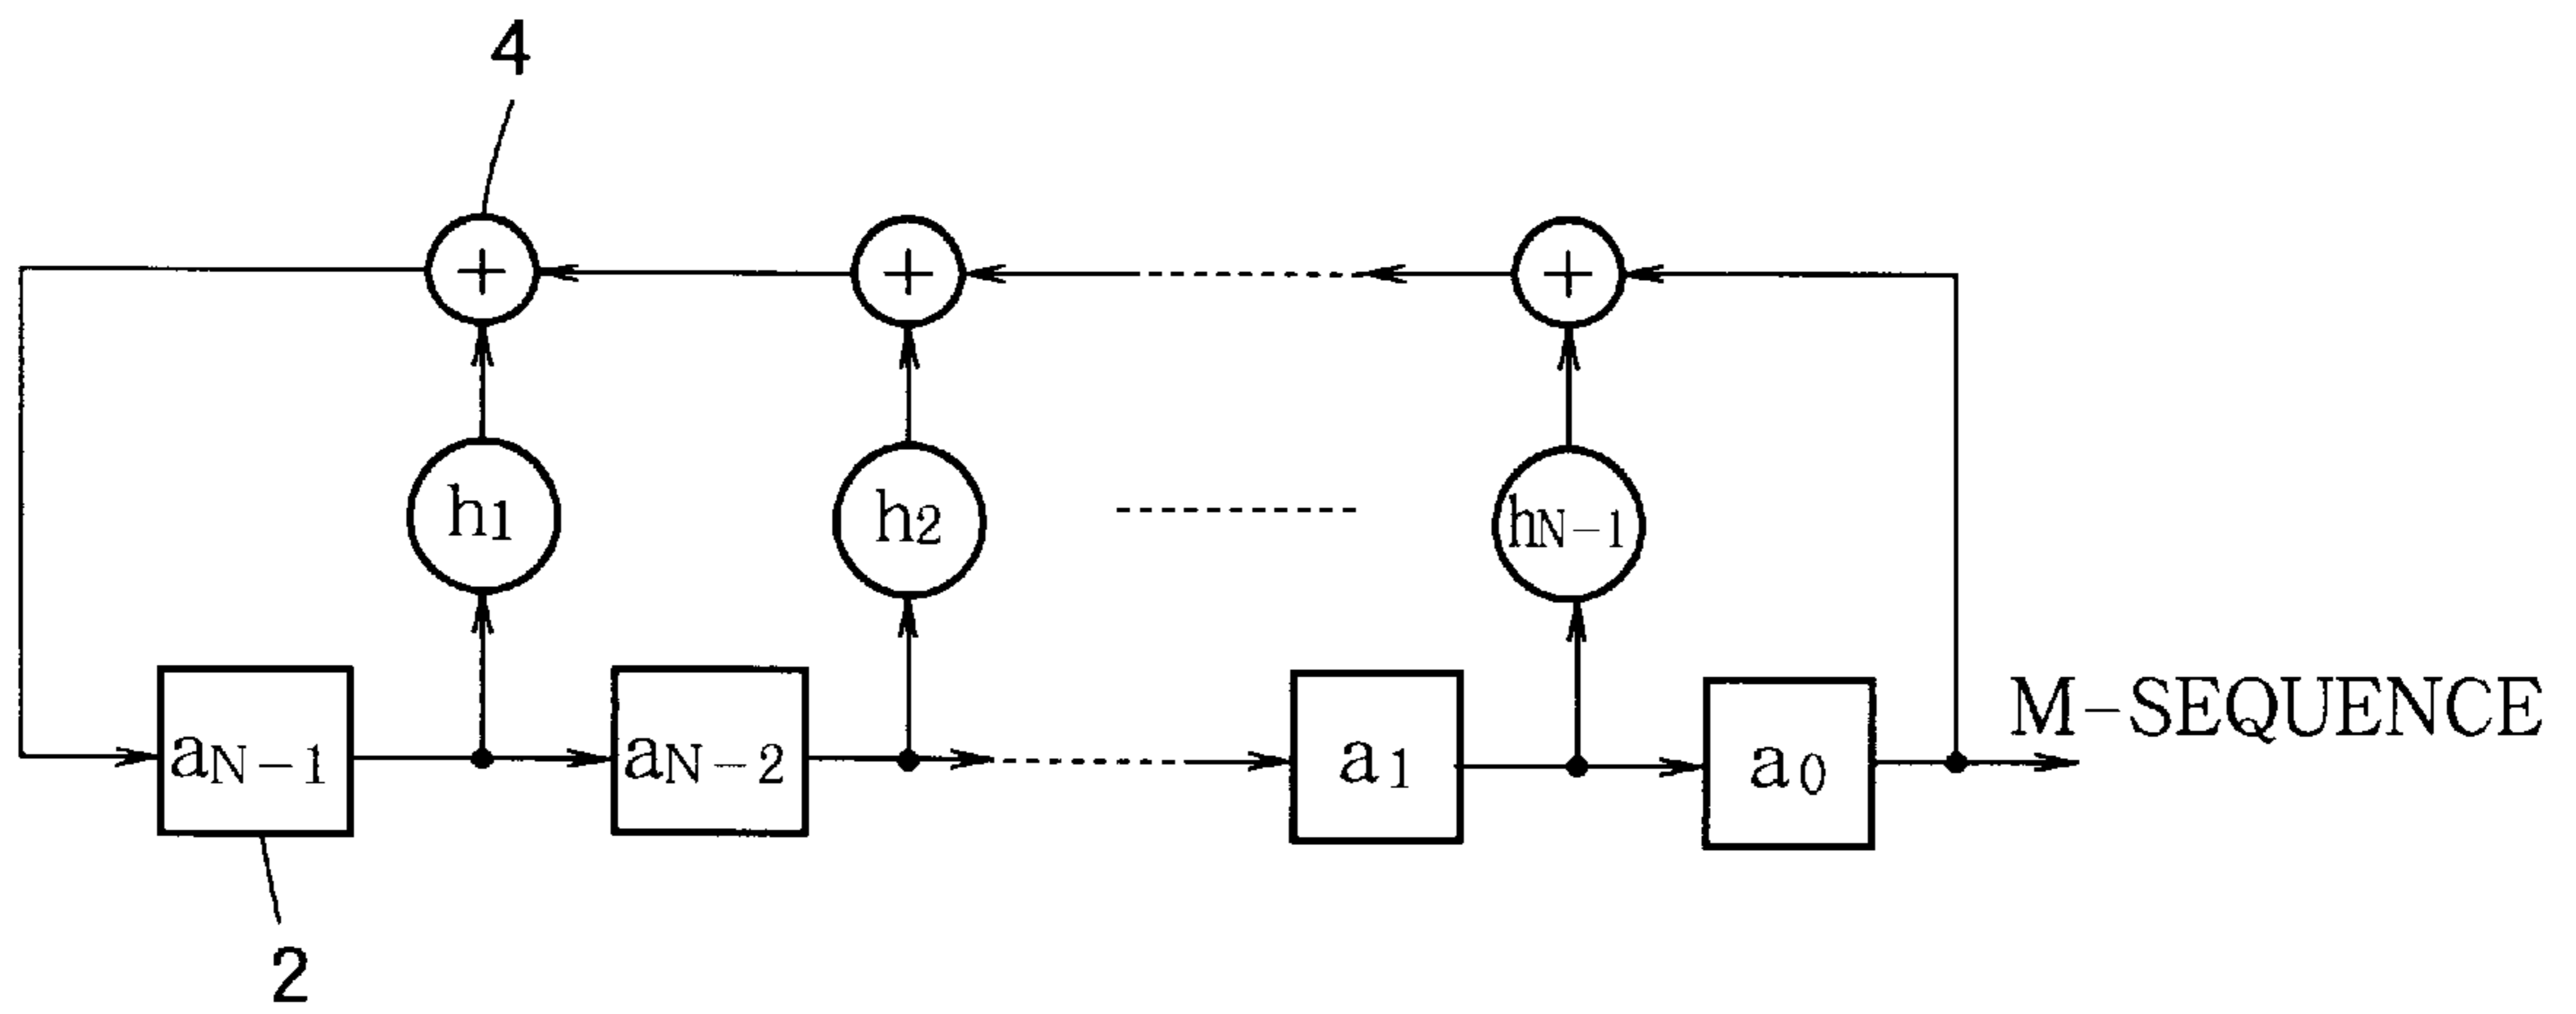 4
+ + +
h1 h2 hN-1
aN-1 aN-2 a1 a0 M-SEQUENCE
2